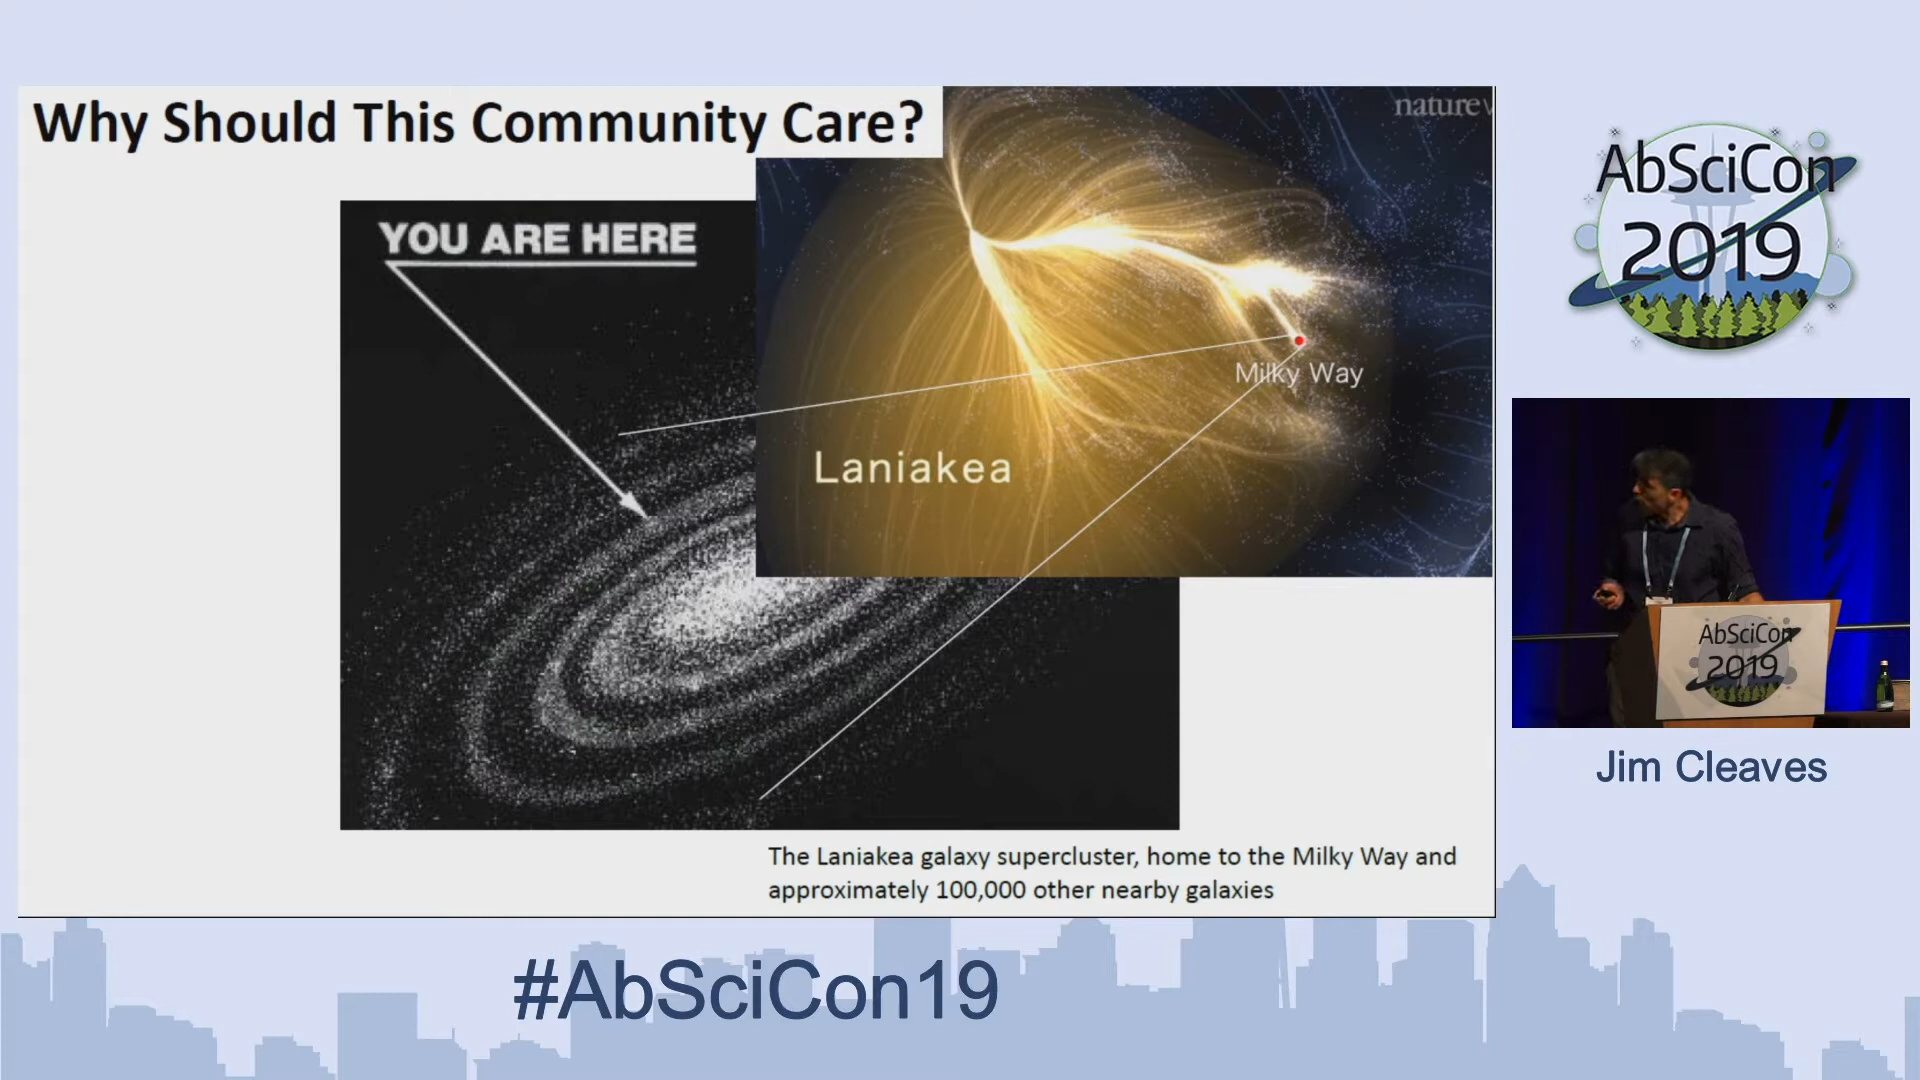 Why Should This Community Care?
nature
YOU ARE HERE
Milky Way
Laniakea
The Laniakea galaxy supercluster, home to the Milky Way and
approximately 100,000 other nearby galaxies
AbSciCon
2019
AbSciCon
2019
Jim Cleaves
#AbSciCon19